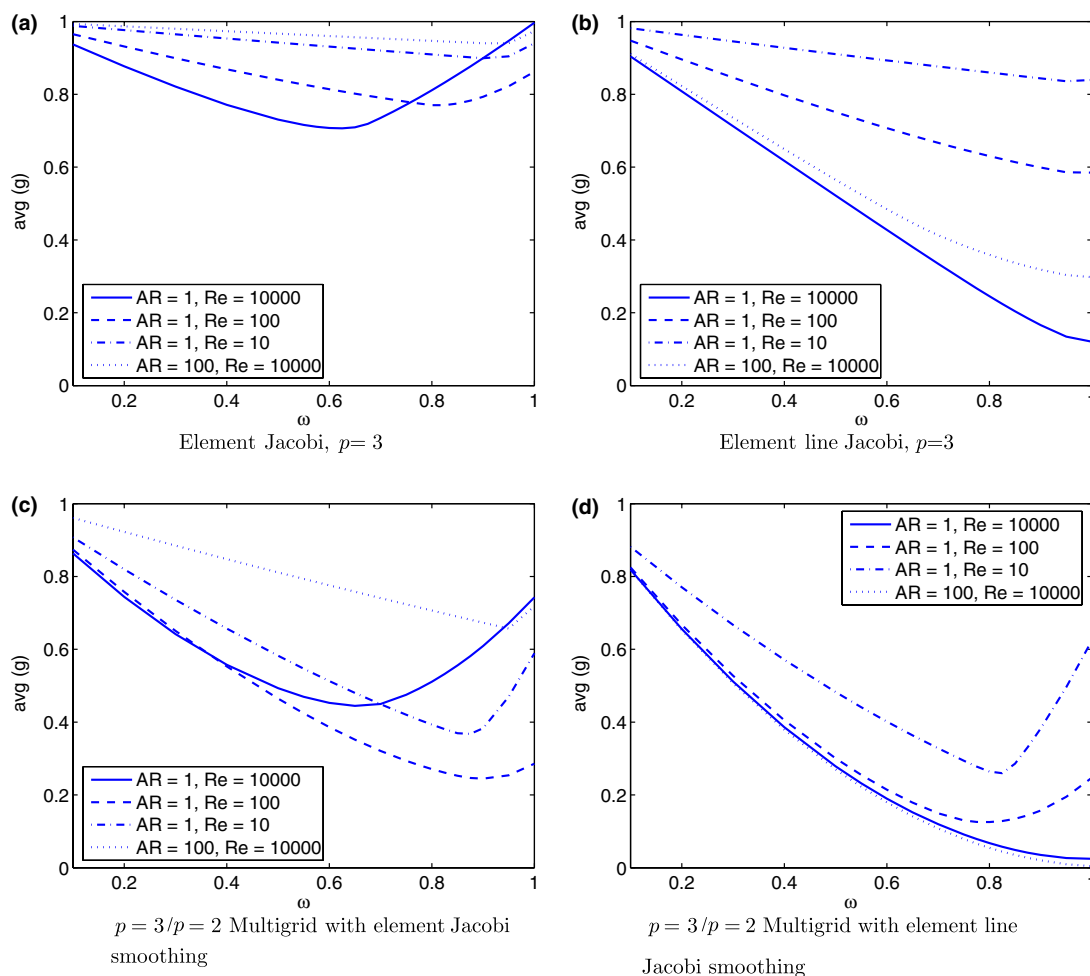 (a)
1
0.8
0.6
0.4
0.2
0
avg (g)
AR = 1, Re = 10000
AR = 1, Re = 100
AR = 1, Re = 10
AR = 100, Re = 10000
0.2 0.4 0.6 0.8 1
ω
Element Jacobi, p= 3
(b)
1
0.8
0.6
0.4
0.2
0
avg (g)
AR = 1, Re = 10000
AR = 1, Re = 100
AR = 1, Re = 10
AR = 100, Re = 10000
0.2 0.4 0.6 0.8 1
ω
Element line Jacobi, p=3
(c)
1
0.8
0.6
0.4
0.2
0
avg (g)
AR = 1, Re = 10000
AR = 1, Re = 100
AR = 1, Re = 10
AR = 100, Re = 10000
0.2 0.4 0.6 0.8 1
ω
p = 3/p = 2 Multigrid with element Jacobi
smoothing
(d)
1
0.8
0.6
0.4
0.2
0
avg (g)
AR = 1, Re = 10000
AR = 1, Re = 100
AR = 1, Re = 10
AR = 100, Re = 10000
0.2 0.4 0.6 0.8 1
ω
p = 3/p = 2 Multigrid with element line
Jacobi smoothing